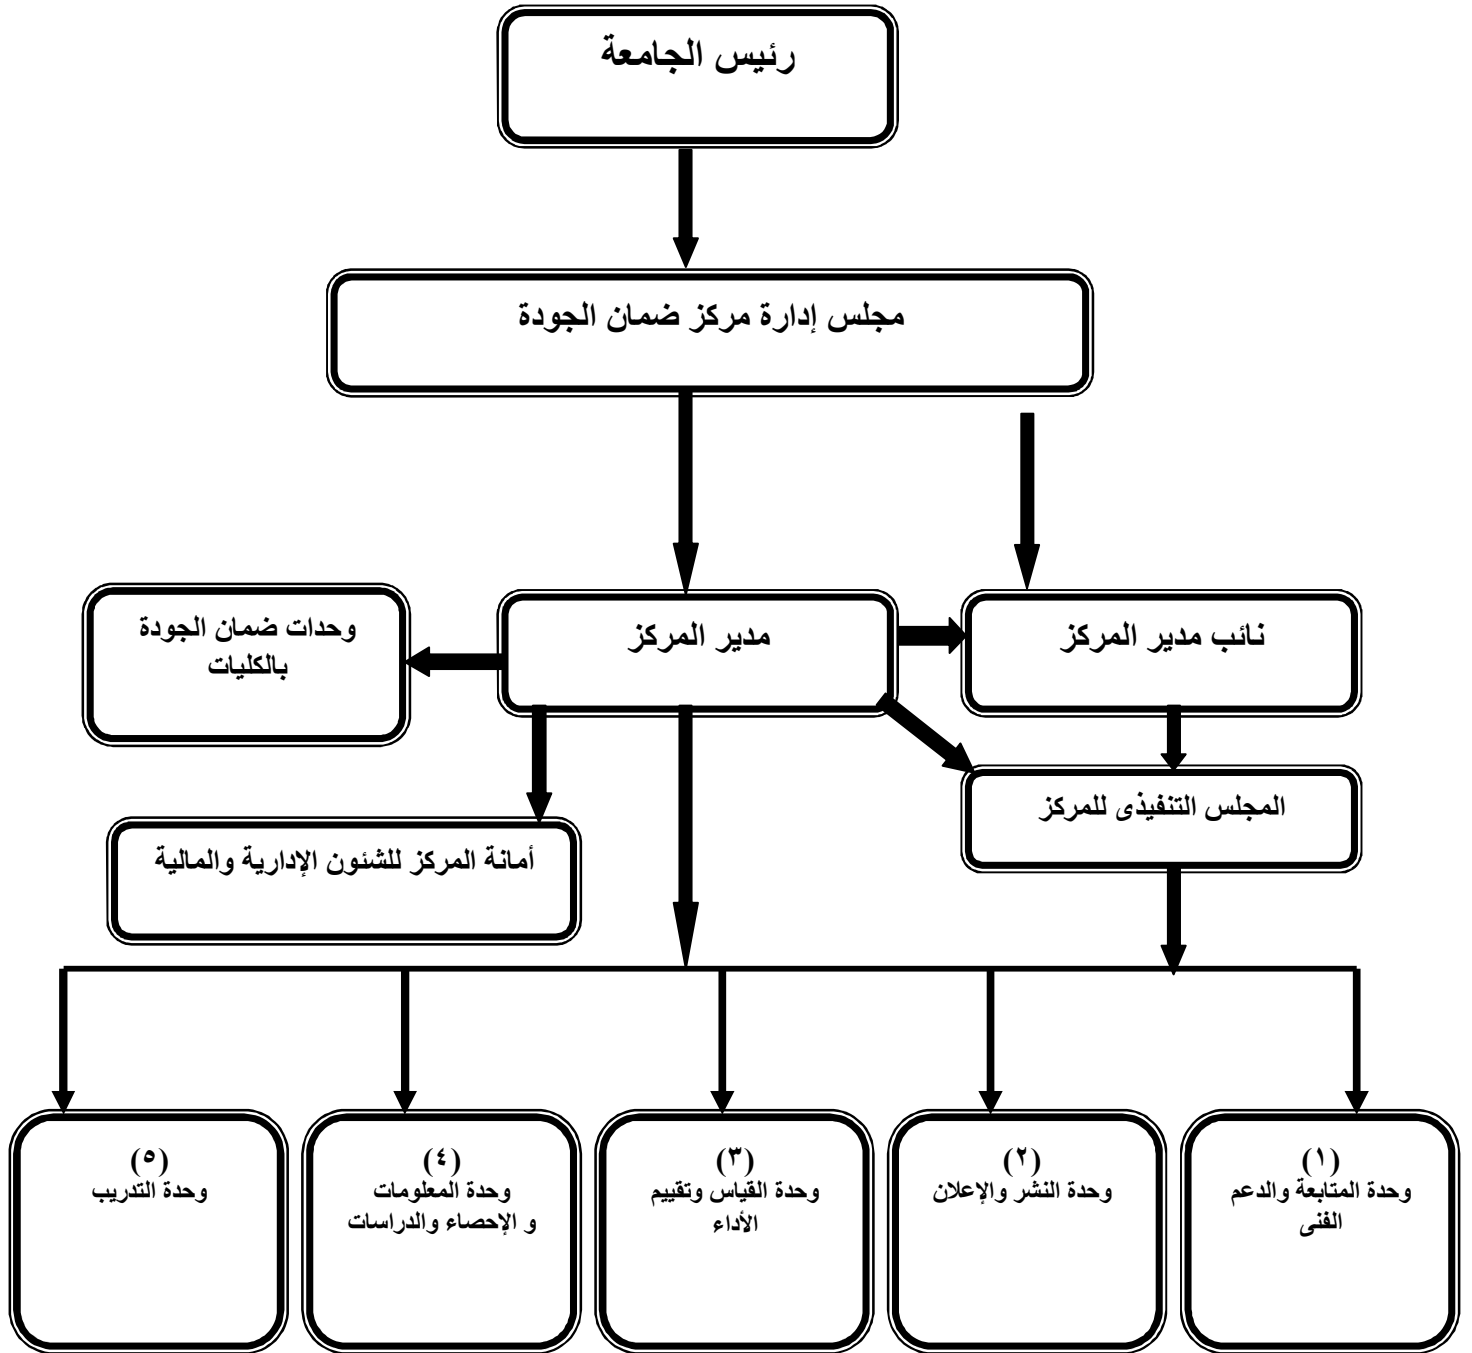 رئيس الجامعة
مجلس إدارة مركز ضمان الجودة
نائب مدير المركز
مدير المركز
وحدات ضمان الجودة
بالكليات
المجلس التنفيذى للمركز
أمانة المركز للشئون الإدارية والمالية
(١)
وحدة المتابعة والدعم
الفنى
(٢)
وحدة النشر والإعلان
(٣)
وحدة القياس وتقييم
الأداء
(٤)
وحدة المعلومات
و الإحصاء والدراسات
(٥)
وحدة التدريب